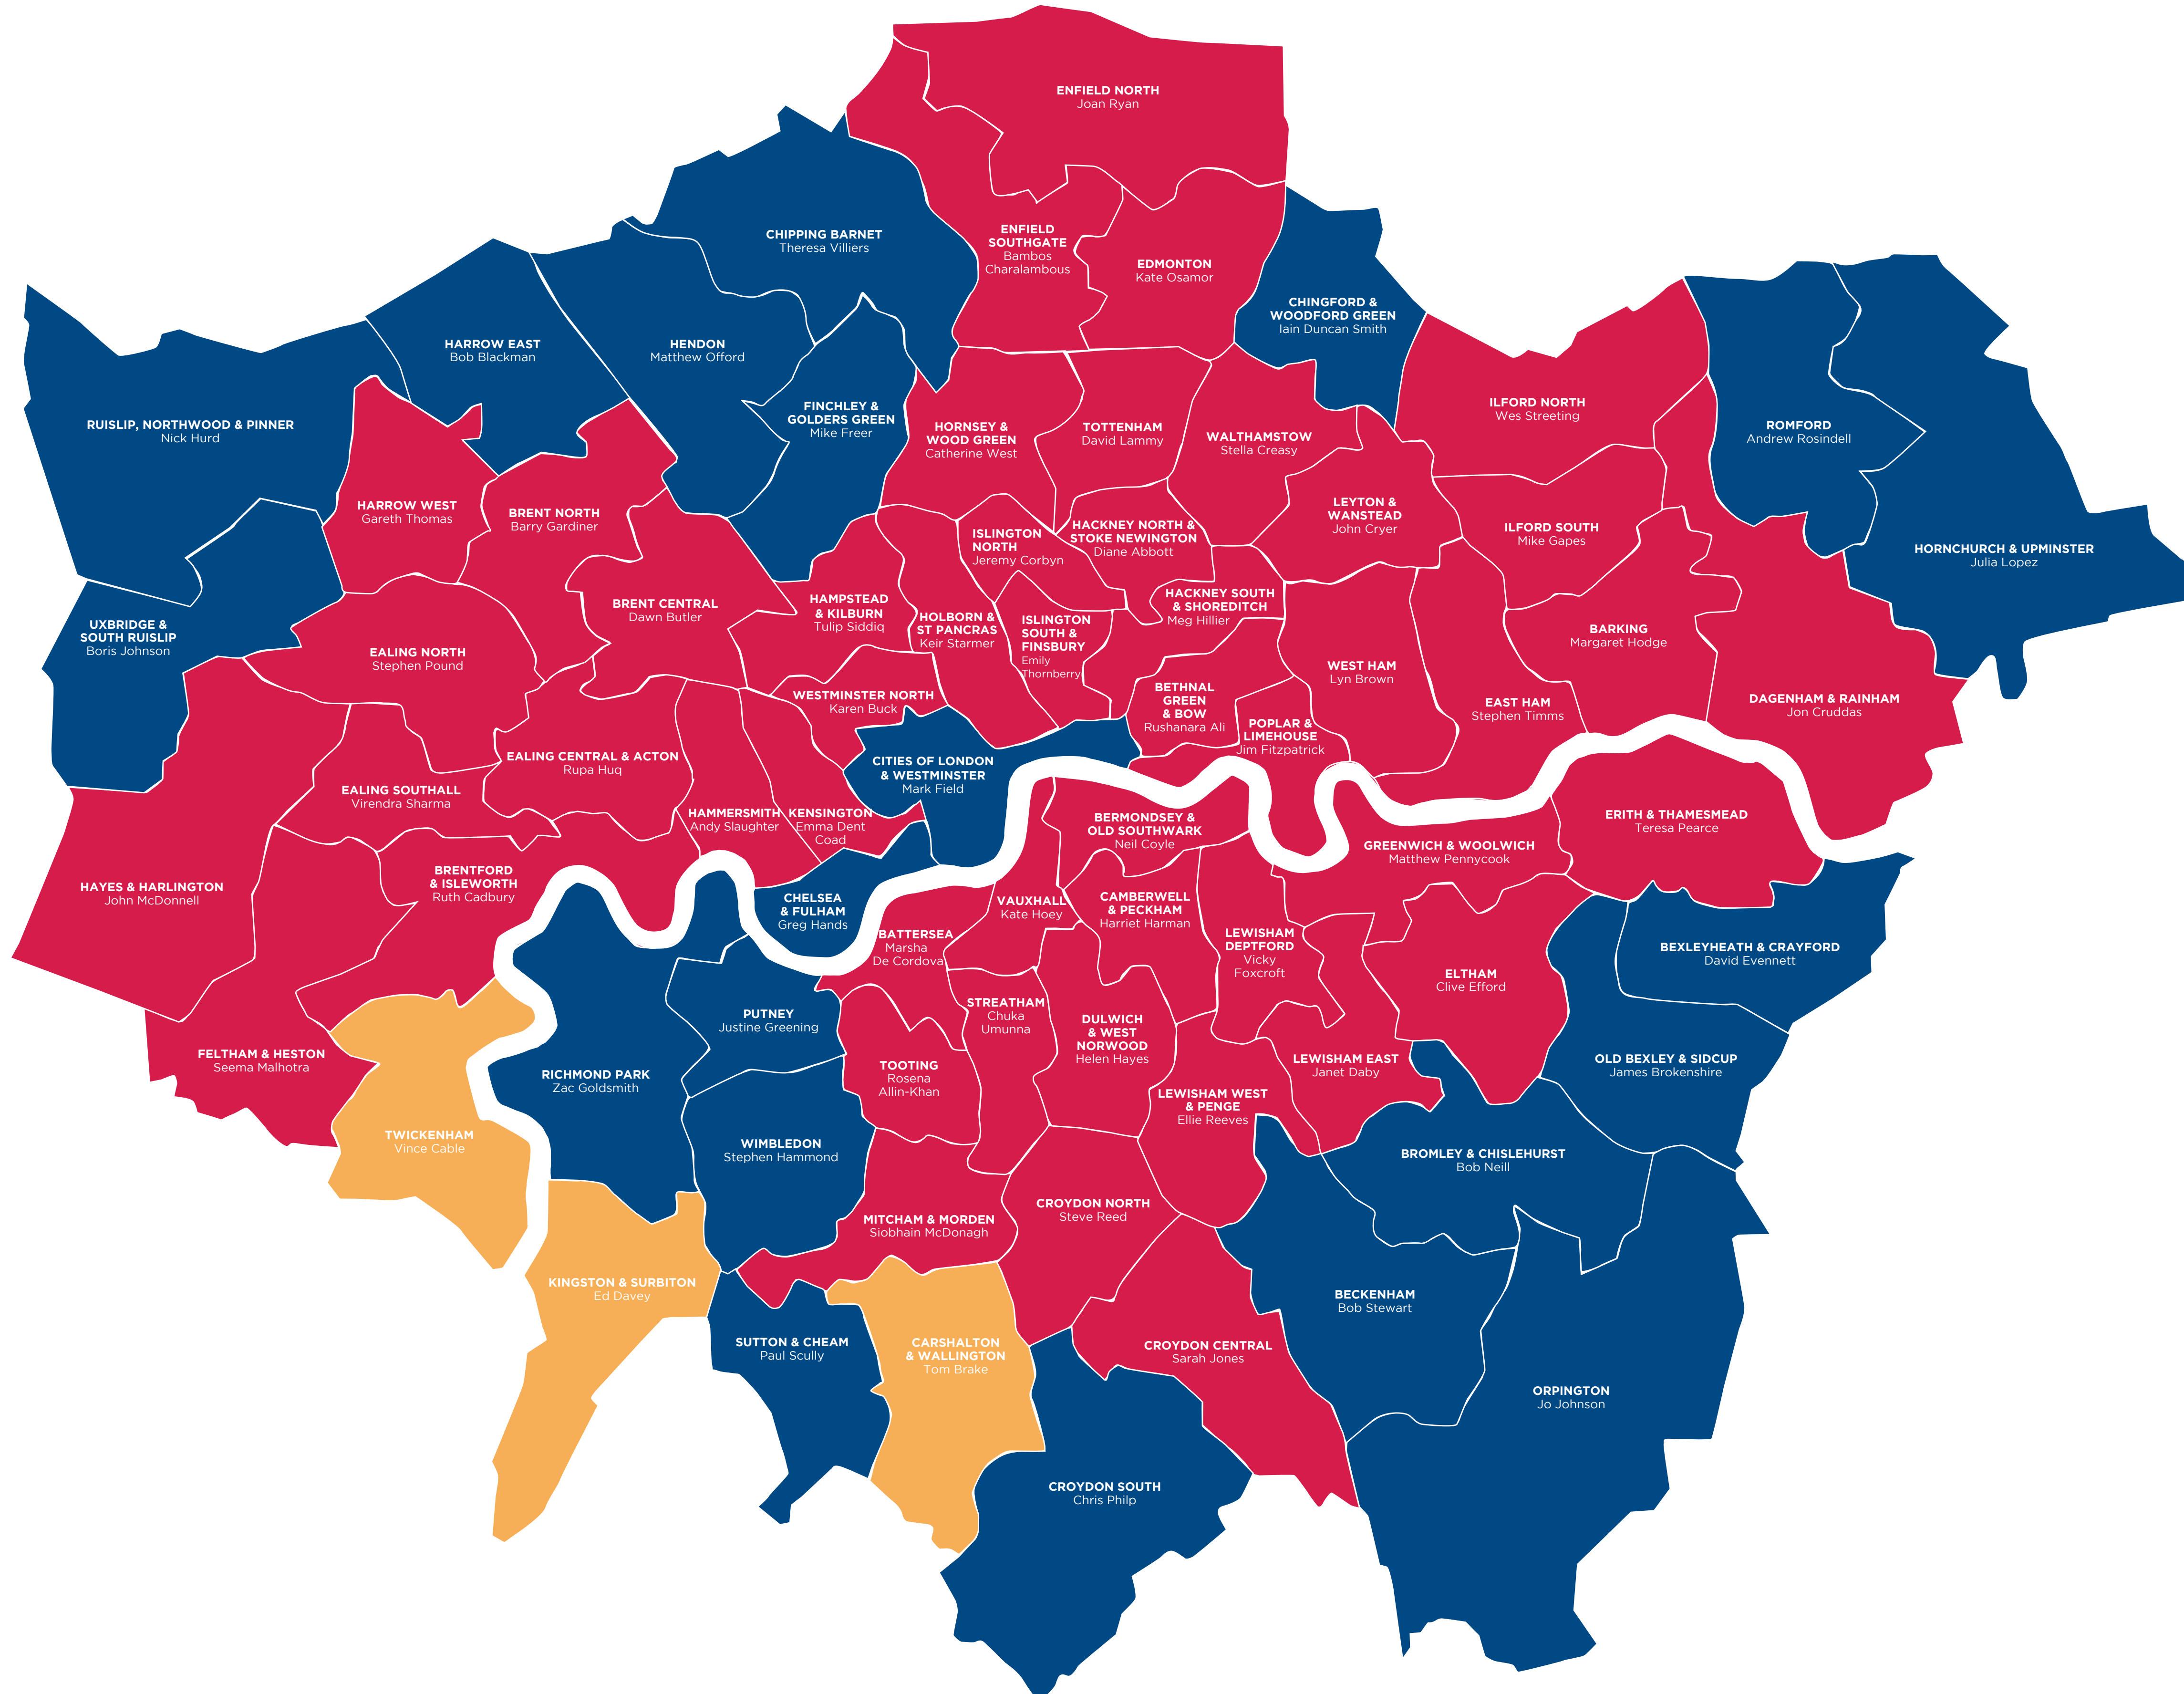 ENFIELD NORTH
Joan Ryan
CHIPPING BARNET
Theresa Villiers
ENFIELD
SOUTHGATE
Bambos
Charalambous
EDMONTON
Kate Osamor
CHINGFORD &
WOODFORD GREEN
Iain Duncan Smith
HARROW EAST
Bob Blackman
HENDON
Matthew Offord
RUISLIP, NORTHWOOD & PINNER
Nick Hurd
FINCHLEY &
GOLDERS GREEN
Mike Freer
HORNSEY &
WOOD GREEN
Catherine West
TOTTENHAM
David Lammy
WALTHAMSTOW
Stella Creasy
ILFORD NORTH
Wes Streeting
ROMFORD
Andrew Rosindell
HARROW WEST
Gareth Thomas
BRENT NORTH
Barry Gardiner
ISLINGTON
NORTH
Jeremy Corbyn
HACKNEY NORTH &
STOKE NEWINGTON
Diane Abbott
LEYTON &
WANSTEAD
John Cryer
ILFORD SOUTH
Mike Gapes
HORNCHURCH & UPMINSTER
Julia Lopez
UXBRIDGE &
SOUTH RUISLIP
Boris Johnson
EALING NORTH
Stephen Pound
BRENT CENTRAL
Dawn Butler
HAMPSTEAD
& KILBURN
Tulip Siddiq
HOLBORN &
ST PANCRAS
Keir Starmer
ISLINGTON
SOUTH &
FINSBURY
Emily
Thornberry
HACKNEY SOUTH
& SHOREDITCH
Meg Hillier
BARKING
Margaret Hodge
WESTMINSTER NORTH
Karen Buck
BETHNAL
GREEN
& BOW
Rushanara Ali
WEST HAM
Lyn Brown
EAST HAM
Stephen Timms
DAGENHAM & RAINHAM
Jon Cruddas
POPLAR &
LIMEHOUSE
Jim Fitzpatrick
EALING CENTRAL & ACTON
Rupa Huq
CITIES OF LONDON
& WESTMINSTER
Mark Field
EALING SOUTHALL
Virendra Sharma
HAMMERSMITH
Andy Slaughter
KENSINGTON
Emma Dent
Coad
BERMONDSEY &
OLD SOUTHWARK
Neil Coyle
GREENWICH & WOOLWICH
Matthew Pennycook
ERITH & THAMESMEAD
Teresa Pearce
HAYES & HARLINGTON
John McDonnell
BRENTFORD
& ISLEWORTH
Ruth Cadbury
CHELSEA
& FULHAM
Greg Hands
BATTERSEA
Marsha
De Cordova
VAUXHALL
Kate Hoey
CAMBERWELL
& PECKHAM
Harriet Harman
LEWISHAM
DEPTFORD
Vicky
Foxcroft
ELTHAM
Clive Efford
BEXLEYHEATH & CRAYFORD
David Evennett
FELTHAM & HESTON
Seema Malhotra
RICHMOND PARK
Zac Goldsmith
PUTNEY
Justine Greening
TOOTING
Rosena
Allin-Khan
STREATHAM
Chuka
Umunna
DULWICH
& WEST
NORWOOD
Helen Hayes
LEWISHAM EAST
Janet Daby
OLD BEXLEY & SIDCUP
James Brokenshire
LEWISHAM WEST
& PENGE
Ellie Reeves
TWICKENHAM
Vince Cable
WIMBLEDON
Stephen Hammond
BROMLEY & CHISLEHURST
Bob Neill
MITCHAM & MORDEN
Siobhain McDonagh
CROYDON NORTH
Steve Reed
KINGSTON & SURBITON
Ed Davey
BECKENHAM
Bob Stewart
SUTTON & CHEAM
Paul Scully
CARSHALTON
& WALLINGTON
Tom Brake
CROYDON CENTRAL
Sarah Jones
ORPINGTON
Jo Johnson
CROYDON SOUTH
Chris Philp